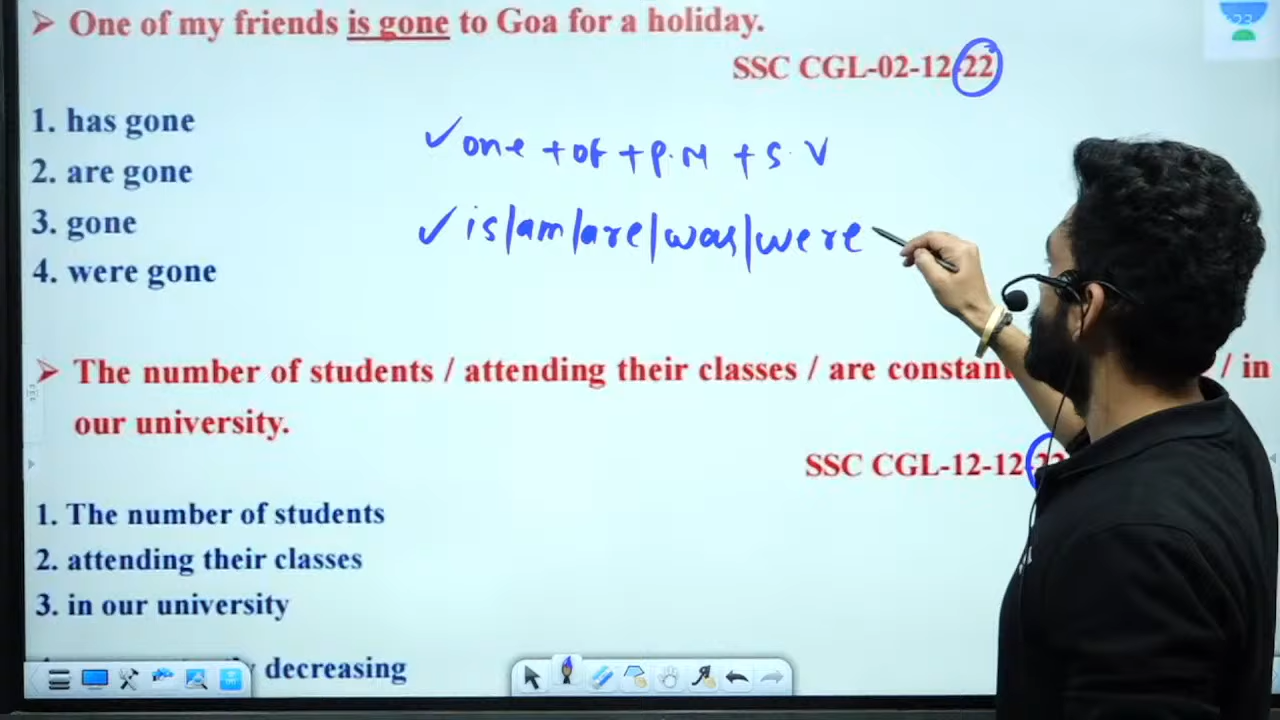 ➢ One of my friends is gone to Goa for a holiday.
SSC CGL-02-12-22
1. has gone
2. are gone
3. gone
4. were gone
✓ one + of + P.N + S.V
✓ is/am/are/was/were
➢ The number of students / attending their classes / are / in
our university.
SSC CGL-12-12-22
1. The number of students
2. attending their classes
3. in our university
decreasing